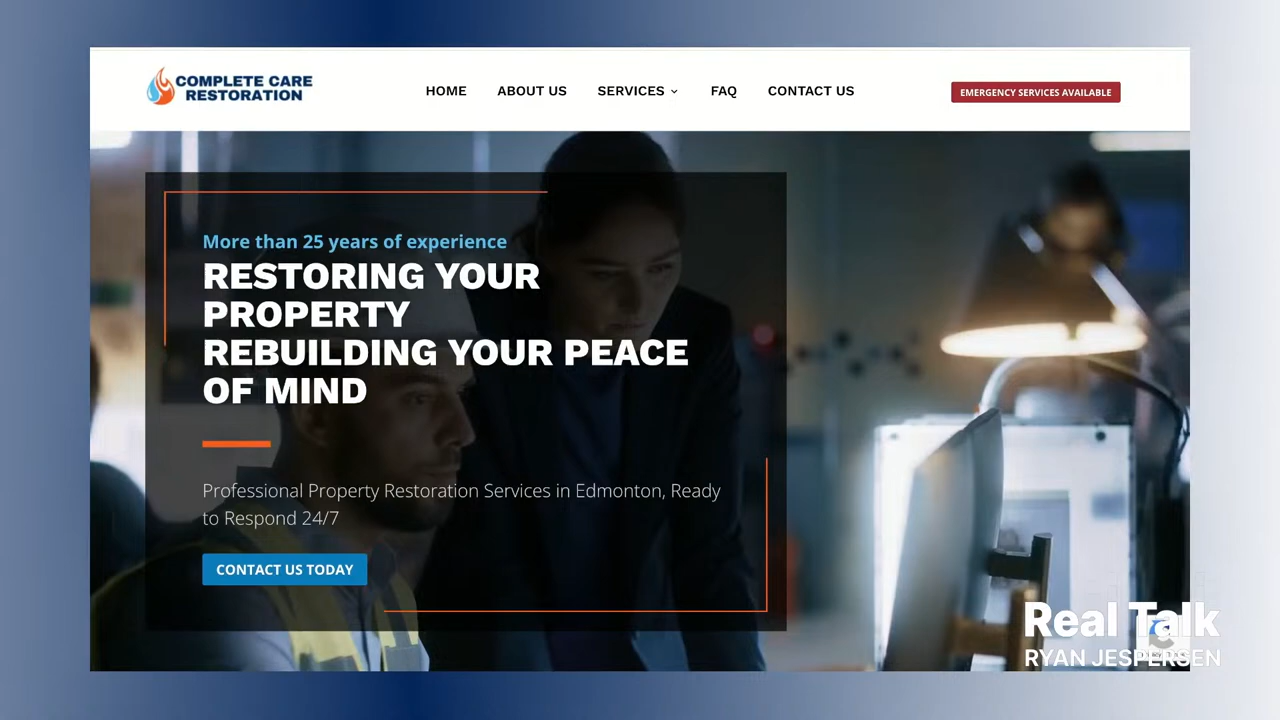 COMPLETE CARE
RESTORATION
HOME
ABOUT US
SERVICES
FAQ
CONTACT US
EMERGENCY SERVICES AVAILABLE
More than 25 years of experience
RESTORING YOUR
PROPERTY
REBUILDING YOUR PEACE
OF MIND
Professional Property Restoration Services in Edmonton, Ready
to Respond 24/7
CONTACT US TODAY
Real Talk
RYAN JESPERSEN